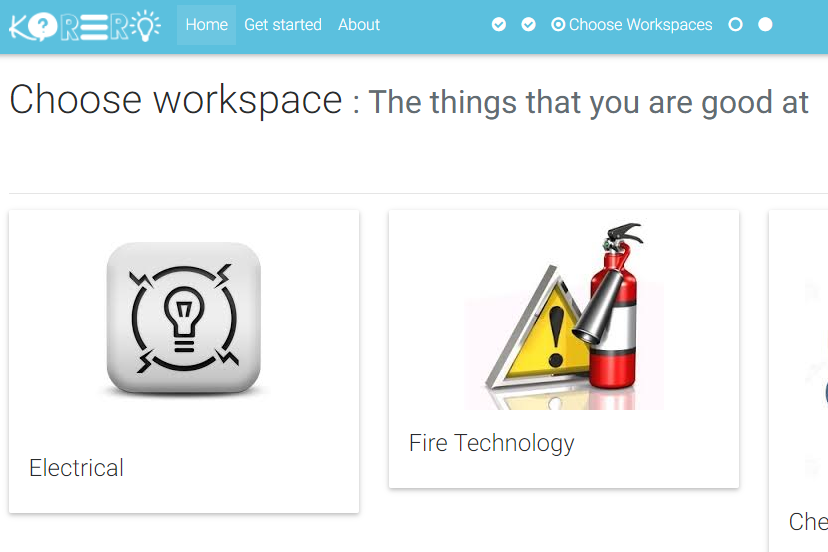 KORERO
Home Get started About Choose Workspaces
Choose workspace : The things that you are good at
Electrical
Fire Technology
Che